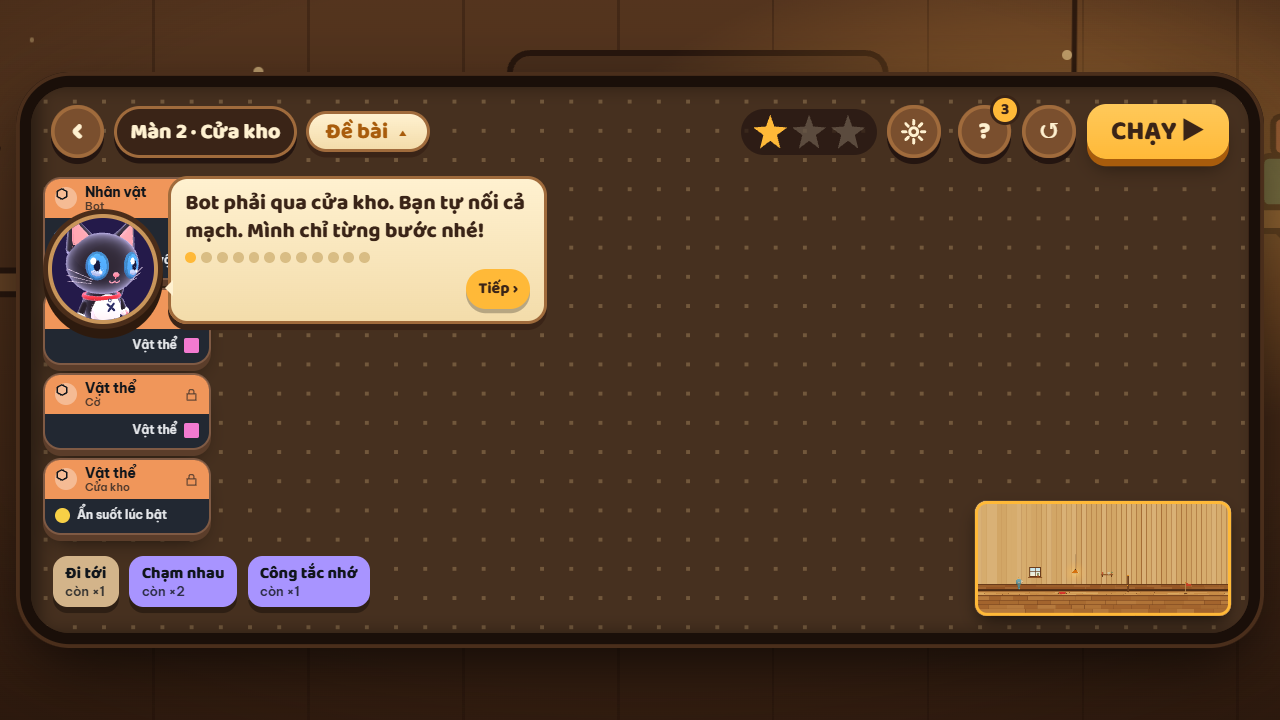 Màn 2 • Cửa kho
Đề bài
3
?
CHẠY
Nhân vật
Bot
Bot phải qua cửa kho. Bạn tự nối cả
mạch. Mình chỉ từng bước nhé!
Tiếp ›
Vật thể
Vật thể
Cờ
Vật thể
Vật thể
Cửa kho
Ẩn suốt lúc bật
Đi tới
còn ×1
Chạm nhau
còn ×2
Công tắc nhớ
còn ×1